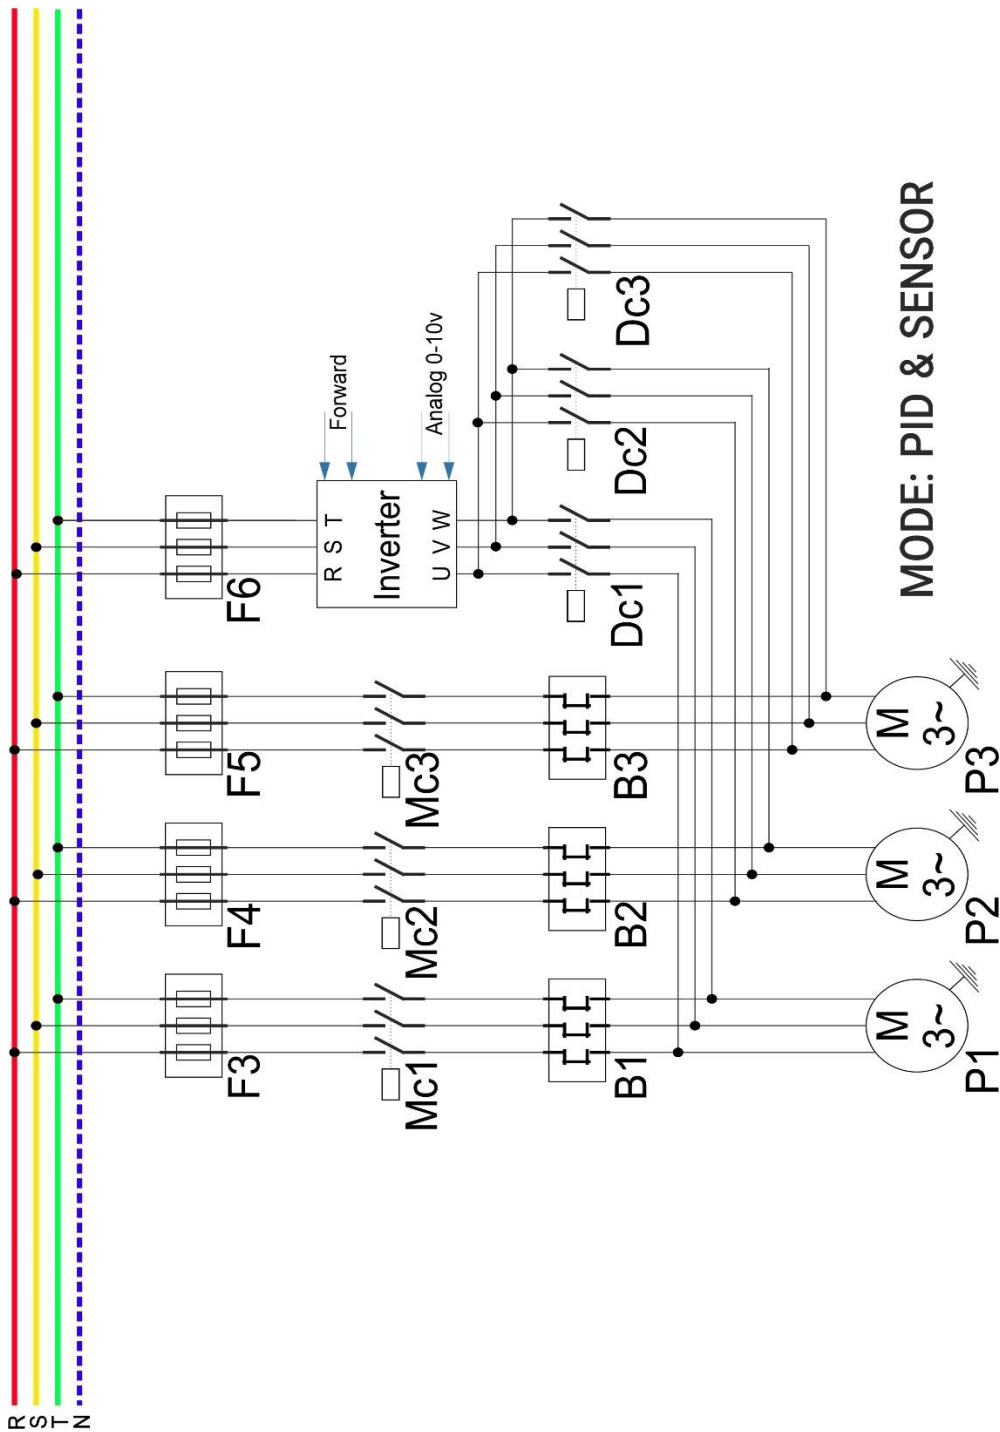 R
S
T
N
F3
F4
F5
F6
Forward
Analog 0-10v
R S T
Inverter
U V W
Mc1
Mc2
Mc3
B1
B2
B3
Dc1
Dc2
Dc3
M
3~
P1
M
3~
P2
M
3~
P3
MODE: PID & SENSOR